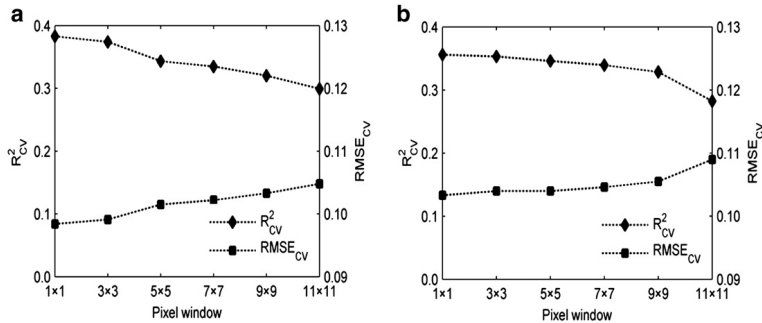 a
0.4
0.3
0.2
0.1
0.0
R²CV
0.13
0.12
0.11
0.10
0.09
RMSECV
R²CV
RMSECV
1×1 3×3 5×5 7×7 9×9 11×11
Pixel window
b
0.4
0.3
0.2
0.1
0.0
R²CV
0.13
0.12
0.11
0.10
0.09
RMSECV
R²CV
RMSECV
1×1 3×3 5×5 7×7 9×9 11×11
Pixel window